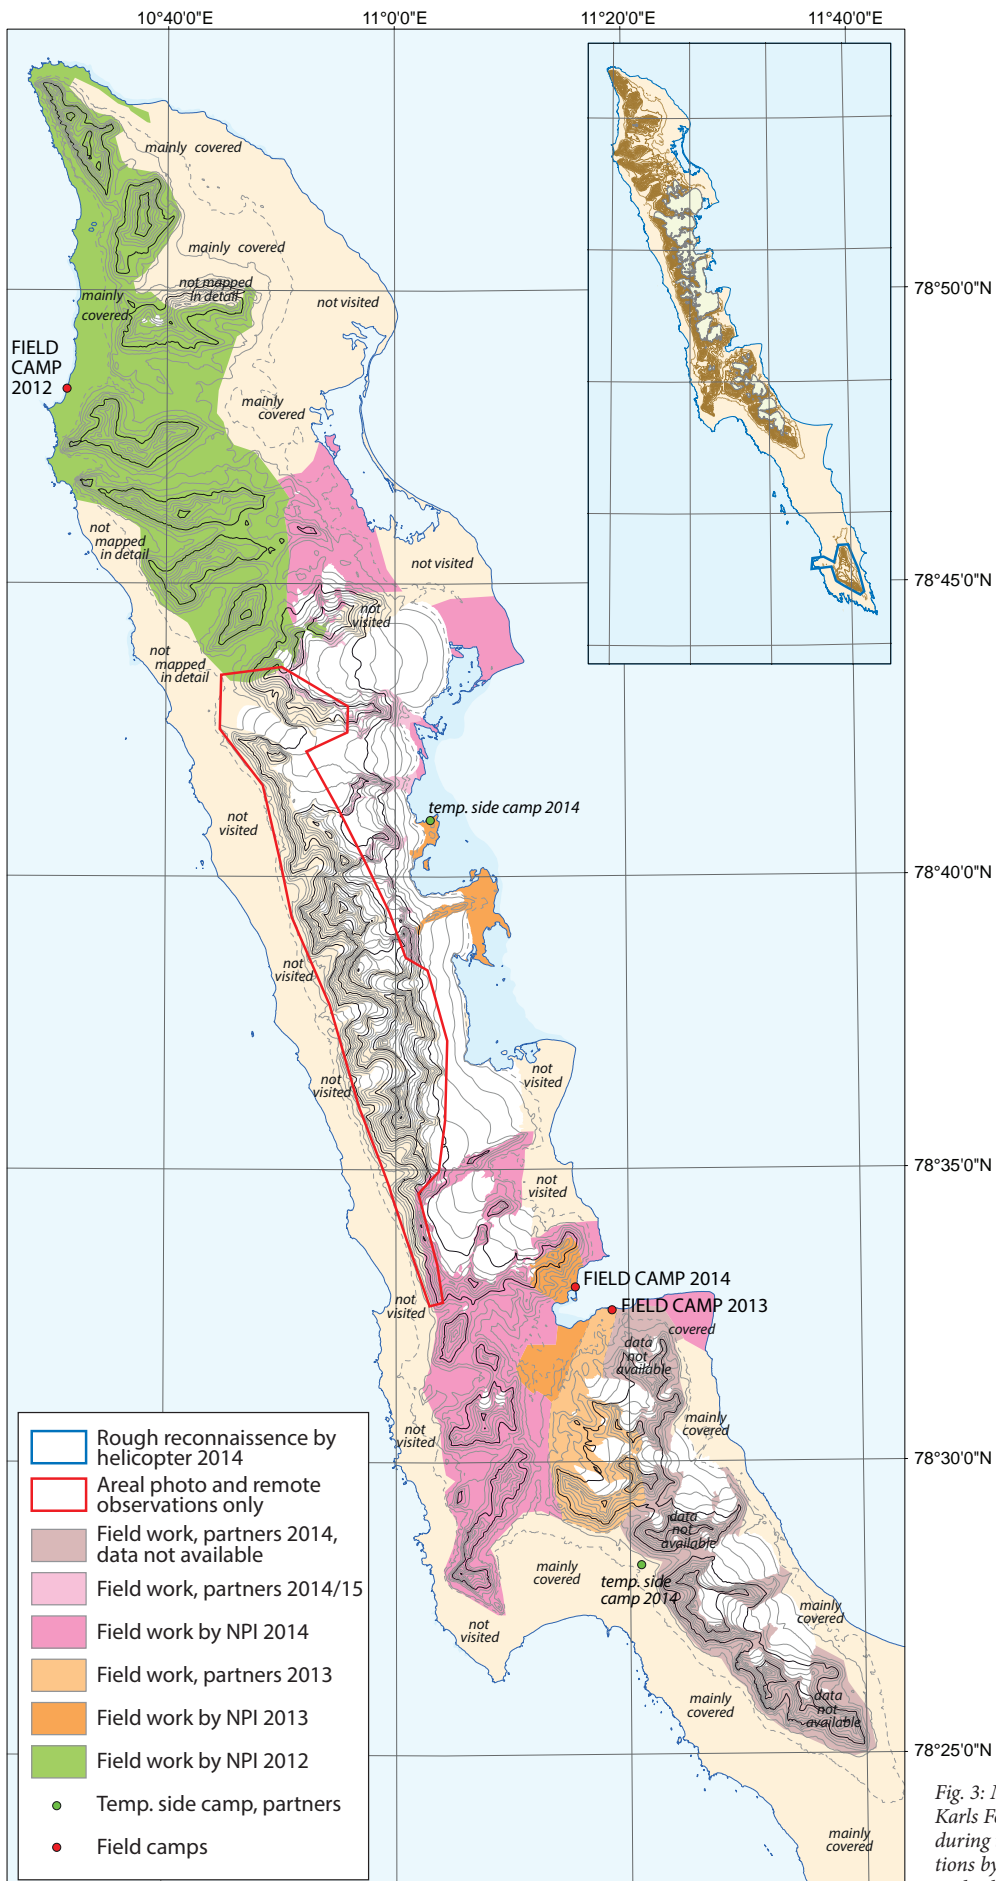 10°40'0"E
11°0'0"E
11°20'0"E
11°40'0"E
mainly covered
mainly covered
not mapped
in detail
mainly
covered
not visited
78°50'0"N
FIELD
CAMP
2012
mainly
covered
not
mapped
in detail
not visited
78°45'0"N
not
visited
not
mapped
in detail
temp. side camp 2014
not
visited
78°40'0"N
not
visited
not
visited
not
visited
78°35'0"N
not
visited
FIELD CAMP 2014
not
visited
FIELD CAMP 2013
covered
data
not
available
mainly
covered
not
visited
78°30'0"N
data
not
available
mainly
covered
temp. side
camp 2014
mainly
covered
not
visited
mainly
covered
data
not
available
78°25'0"N
mainly
covered
Rough reconnaissence by
helicopter 2014
Areal photo and remote
observations only
Field work, partners 2014,
data not available
Field work, partners 2014/15
Field work by NPI 2014
Field work, partners 2013
Field work by NPI 2013
Field work by NPI 2012
Temp. side camp, partners
Field camps
Fig. 3:
Karls
during
tions by